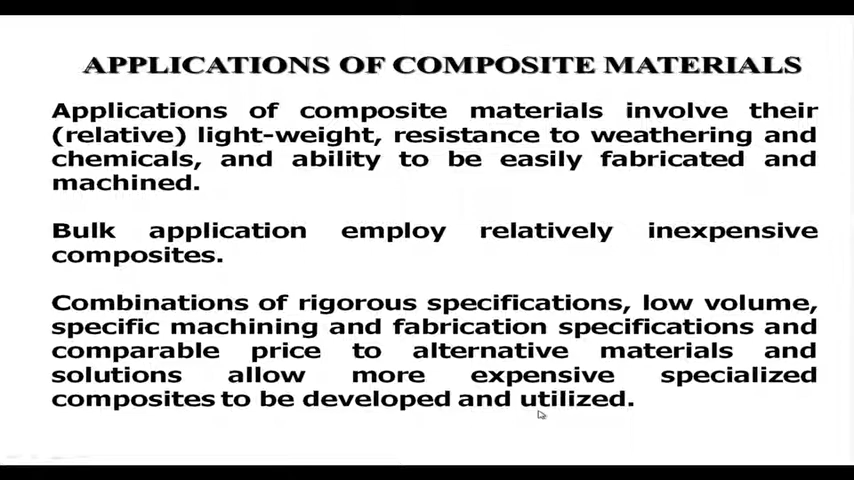 APPLICATIONS OF COMPOSITE MATERIALS
Applications of composite materials involve their
(relative) light-weight, resistance to weathering and
chemicals, and ability to be easily fabricated and
machined.
Bulk application employ relatively inexpensive
composites.
Combinations of rigorous specifications, low volume,
specific machining and fabrication specifications and
comparable price to alternative materials and
solutions allow more expensive specialized
composites to be developed and utilized.